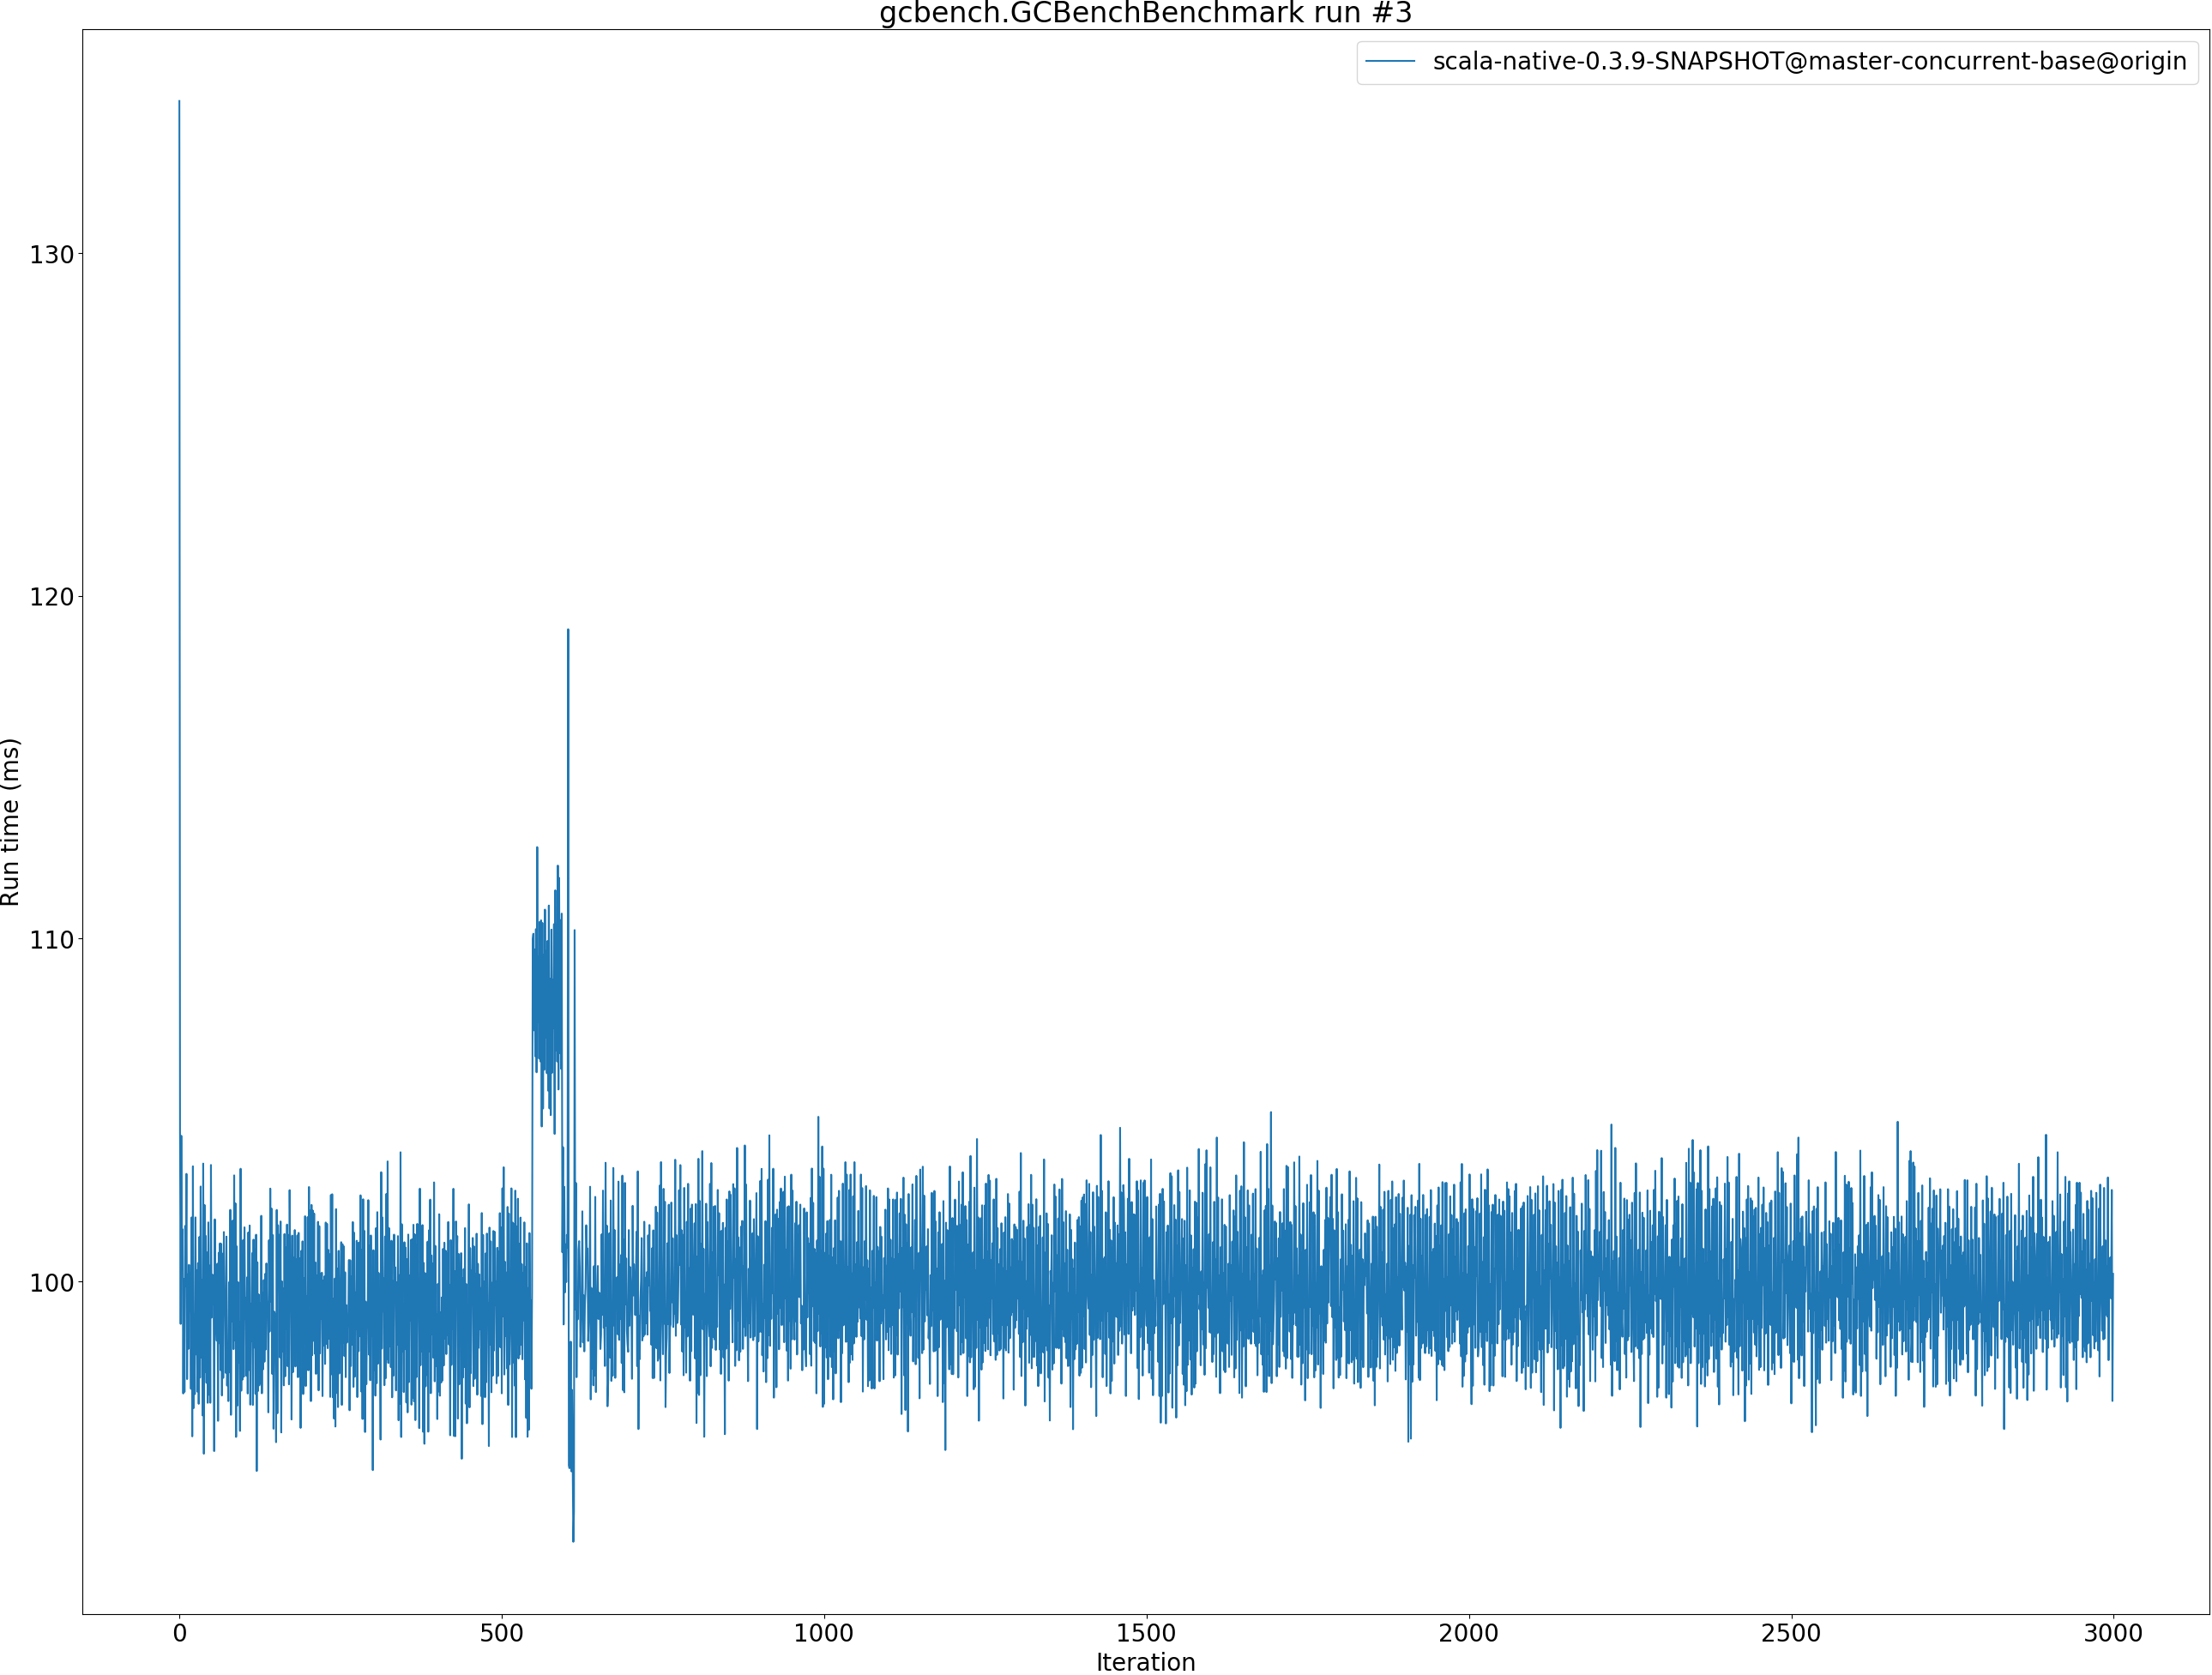 gcbench.GCBenchBenchmark run #3
scala-native-0.3.9-SNAPSHOT@master-concurrent-base@origin
130
120
110
100
Run time (ms)
0 500 1000 1500 2000 2500 3000
Iteration